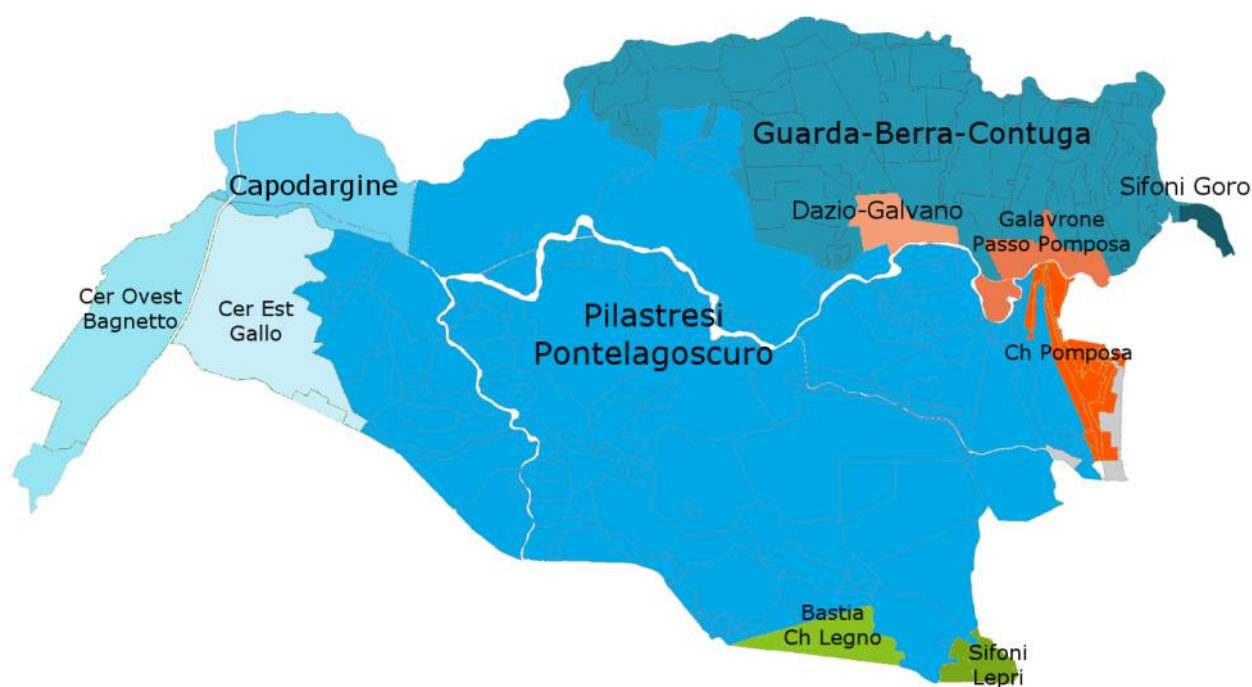 Guarda-Berra-Contuga
Capodargine
Sifoni Goro
Dazio-Galvano
Galavrone
Passo Pomposa
Cer Ovest
Bagnetto
Cer Est
Gallo
Pilastresi
Pontelagoscuro
Ch Pomposa
Bastia
Ch Legno
Sifoni
Lepri